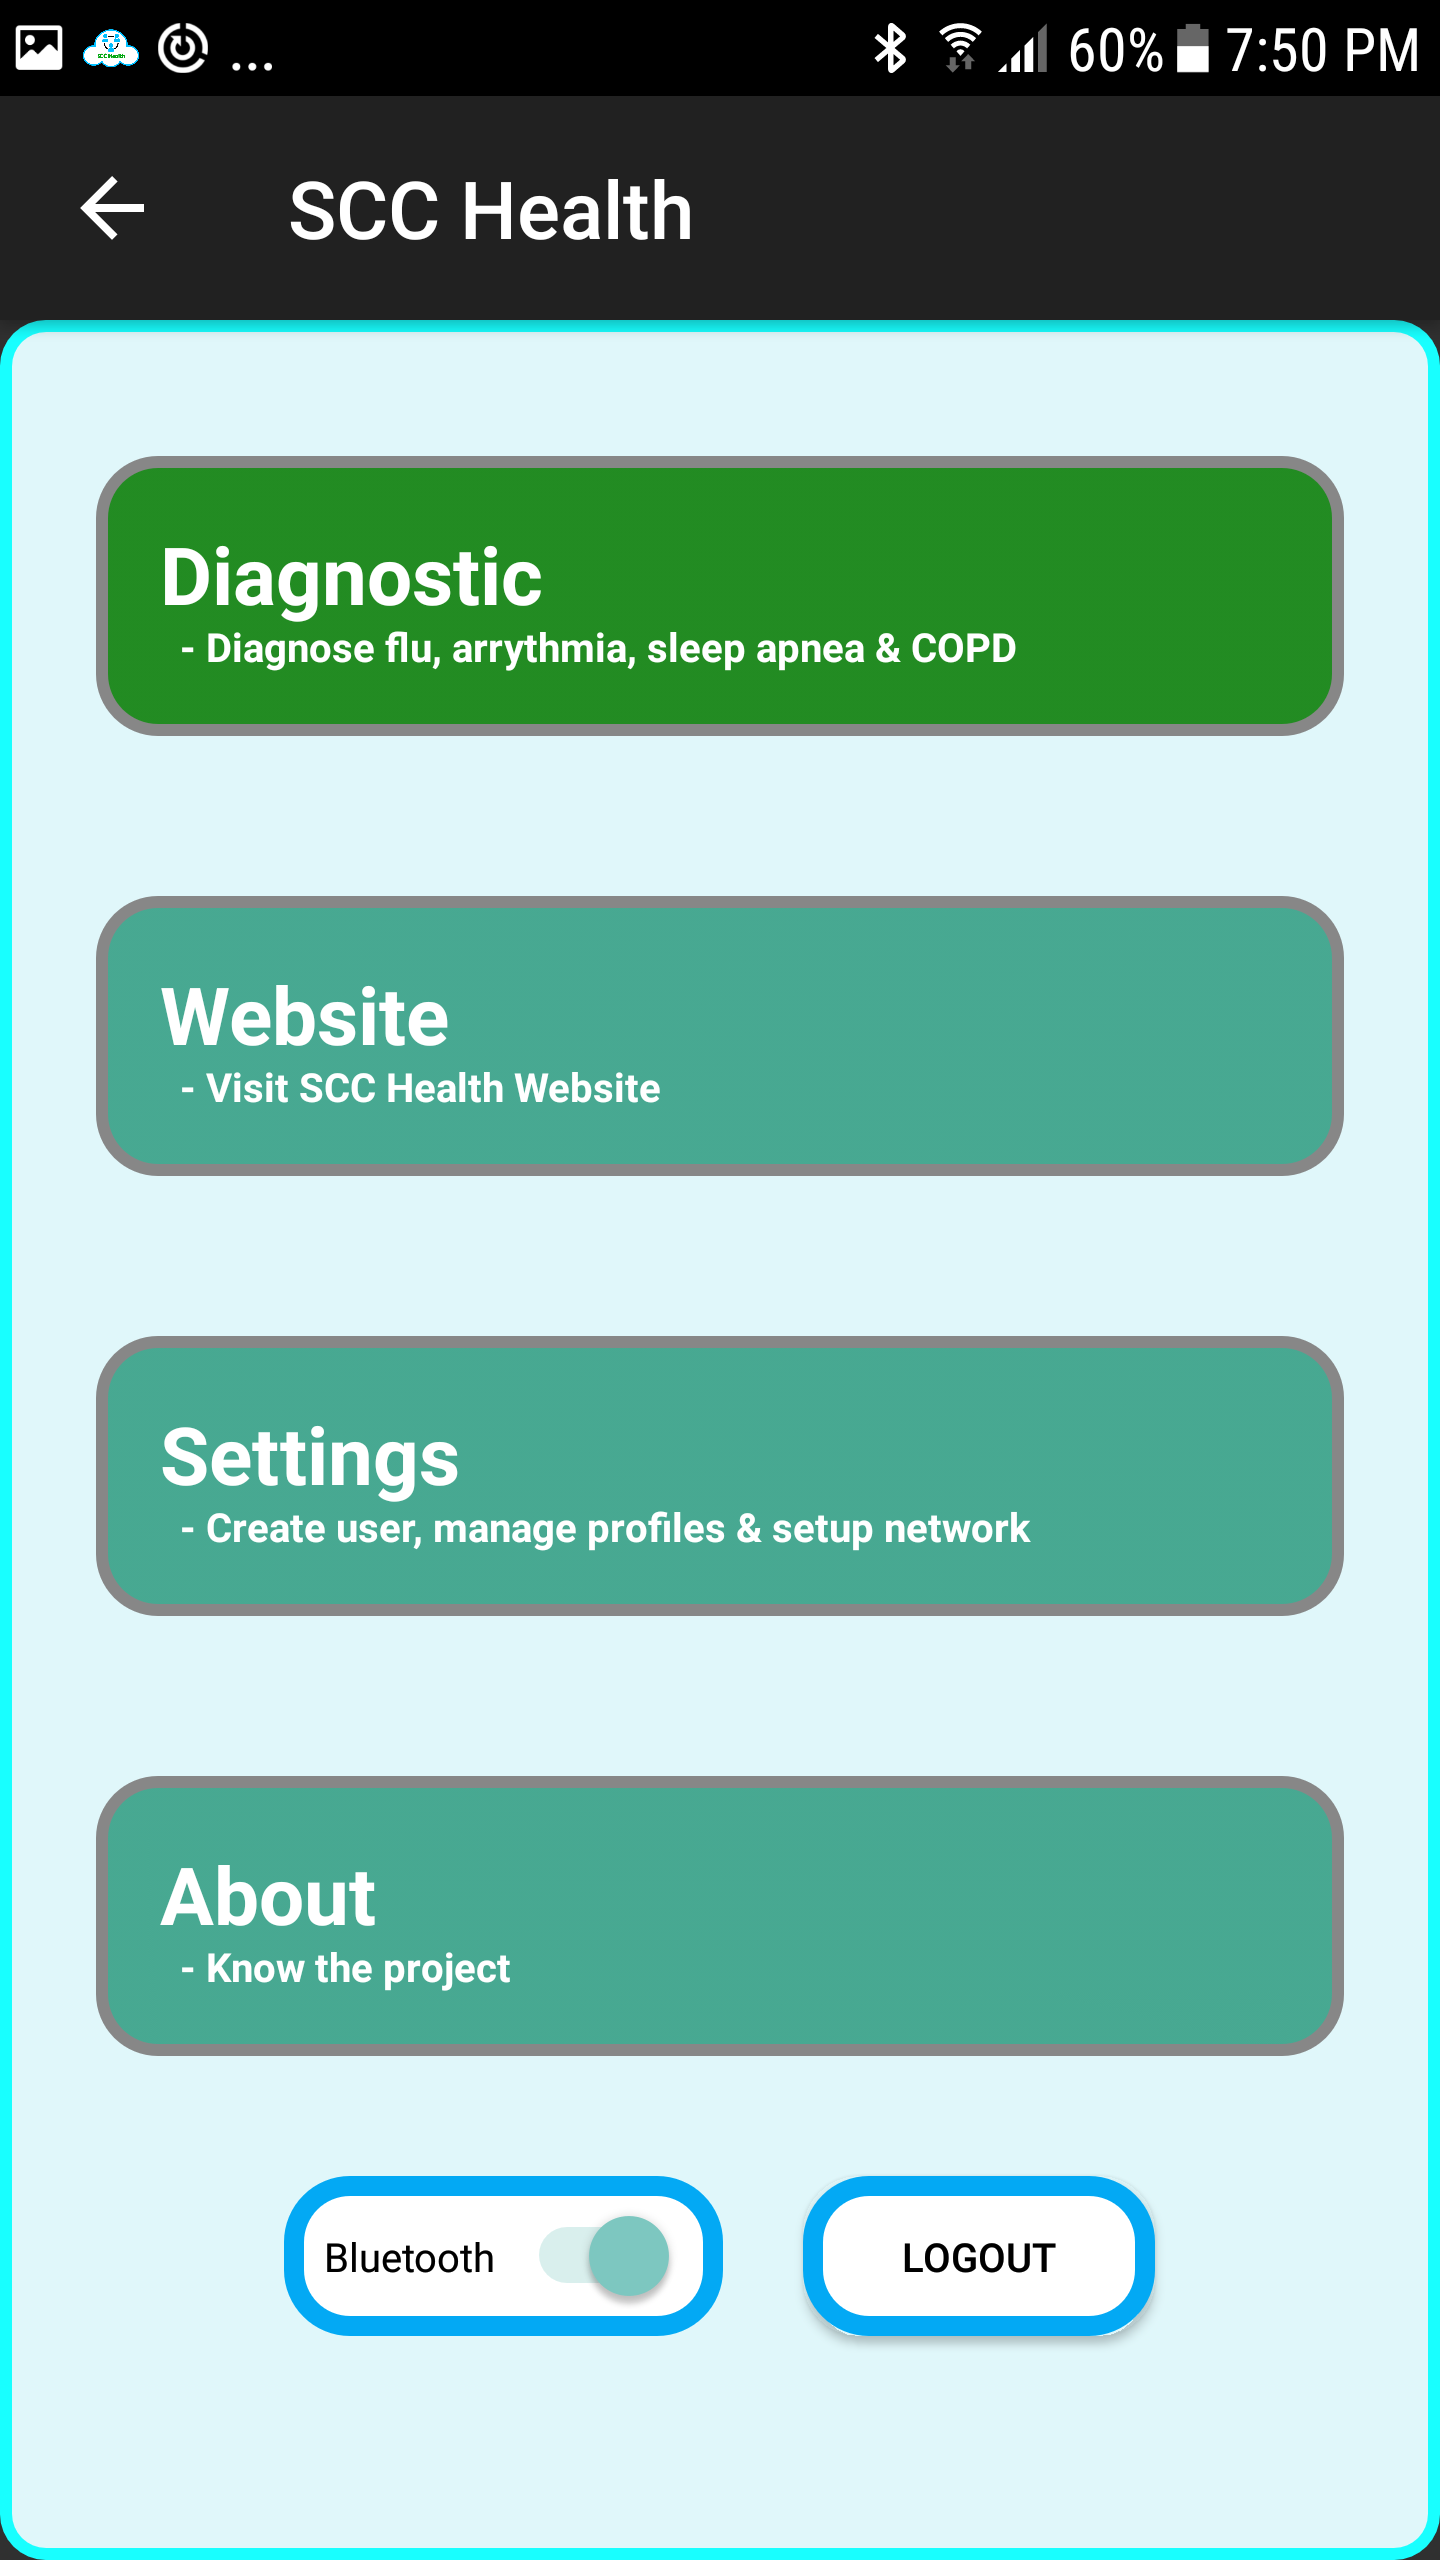 ... 60% 7:50 PM
SCC Health
Diagnostic
- Diagnose flu, arrythmia, sleep apnea & COPD
Website
- Visit SCC Health Website
Settings
- Create user, manage profiles & setup network
About
- Know the project
Bluetooth LOGOUT